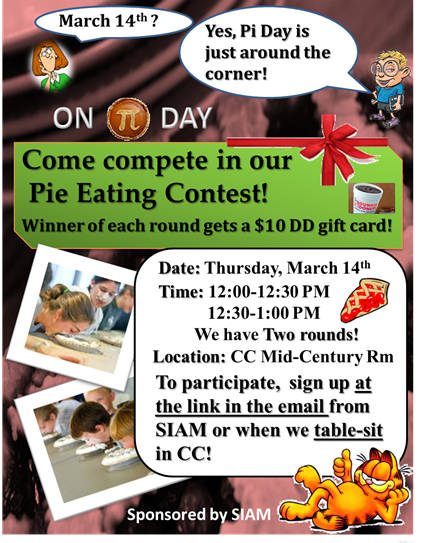 March 14th ?
Yes, Pi Day is
just around the
corner!
ON π DAY
Come compete in our
Pie Eating Contest!
Winner of each round gets a $10 DD gift card!
Date: Thursday, March 14th
Time: 12:00-12:30 PM
12:30-1:00 PM
We have Two rounds!
Location: CC Mid-Century Rm
To participate, sign up at
the link in the email from
SIAM or when we table-sit
in CC!
Sponsored by SIAM